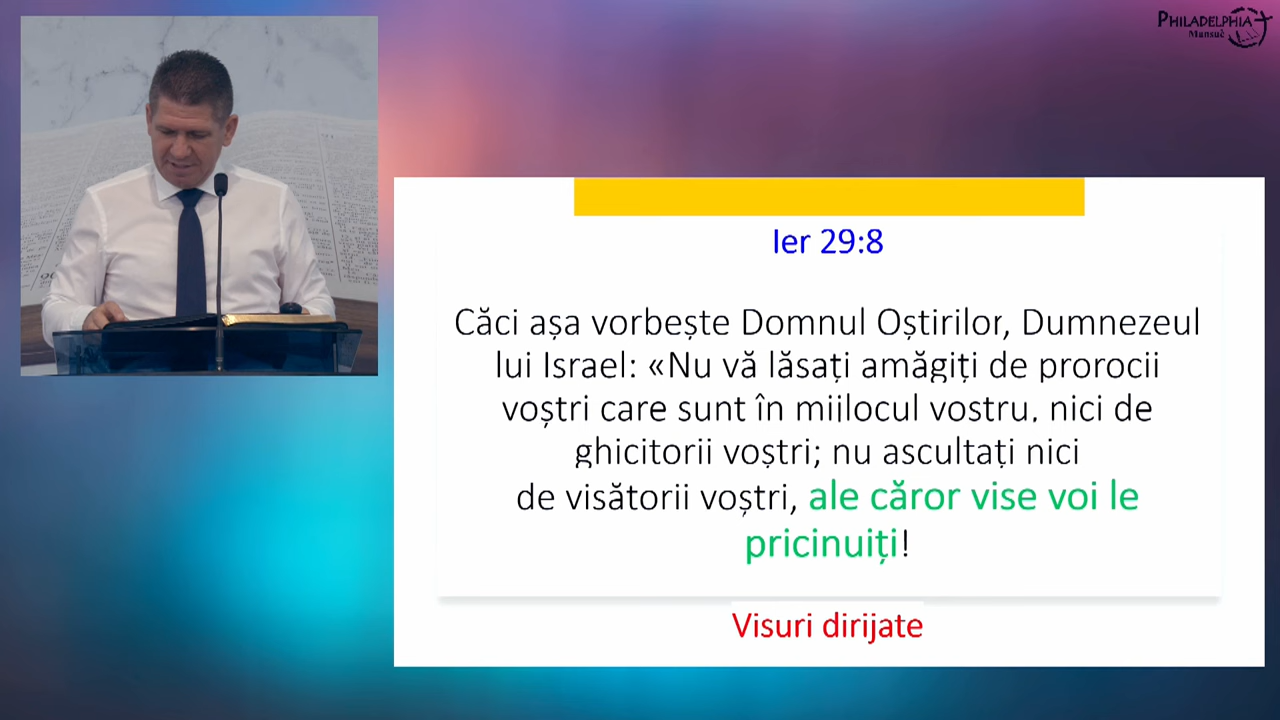 PHILADELPHIA
Mansuè
Ier 29:8
Căci așa vorbește Domnul Oștirilor, Dumnezeul
lui Israel: «Nu vă lăsați amăgiți de prorocii
voștri care sunt în mijlocul vostru, nici de
ghicitorii voștri; nu ascultați nici
de visătorii voștri, ale căror vise voi le
pricinuiți!
Visuri dirijate